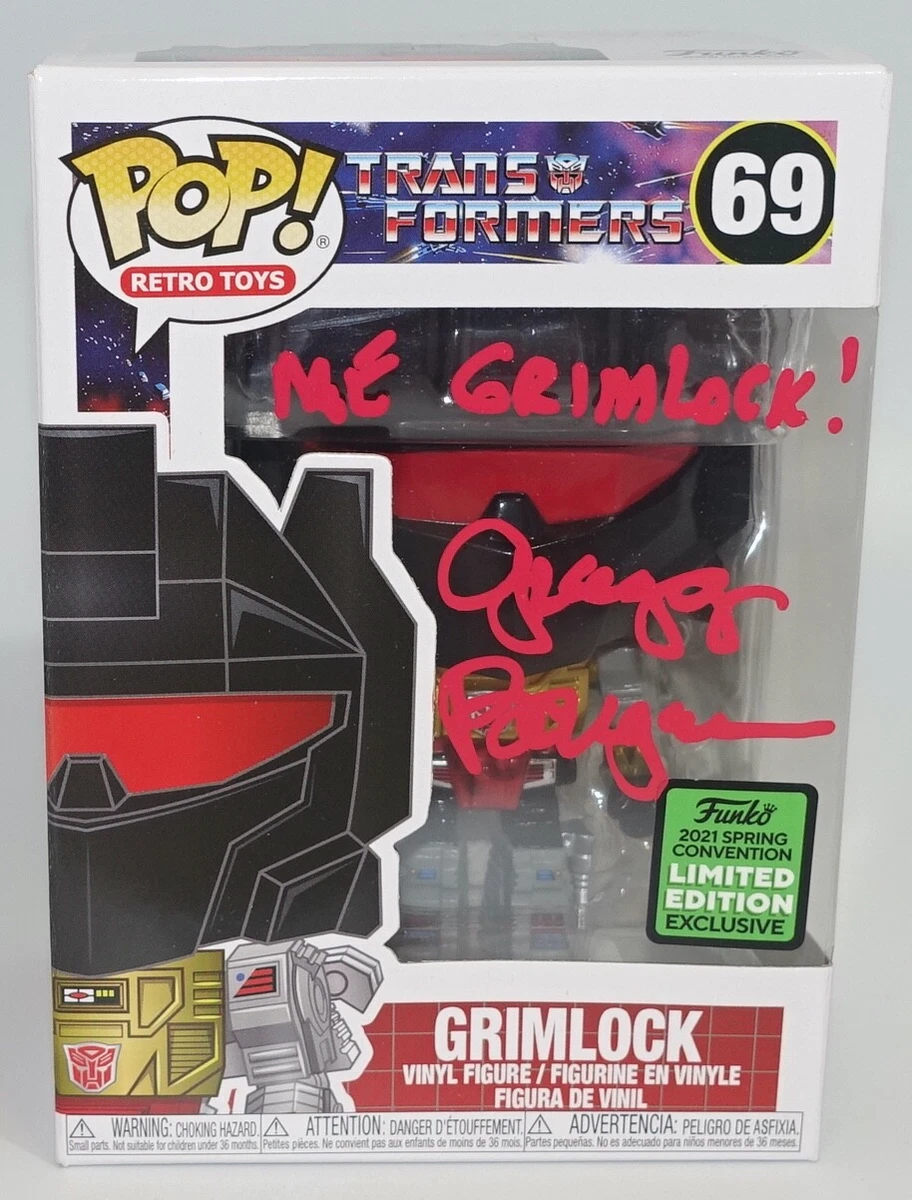 Funko
POP!®
RETRO TOYS
TRANS
FORMERS
69
ME GRIMLOCK!
Funko
2021 SPRING
CONVENTION
LIMITED
EDITION
EXCLUSIVE
GRIMLOCK
VINYL FIGURE / FIGURINE EN VINYLE
FIGURA DE VINIL
WARNING: CHOKING HAZARD.
Small parts. Not suitable for children under 36 months.
ATTENTION: DANGER D'ÉTOUFFEMENT.
Petites pièces. Ne convient pas aux enfants de moins de 36 mois.
ADVERTENCIA: PELIGRO DE ASFIXIA.
Partes pequeñas. No es adecuado para niños menores de 36 meses.